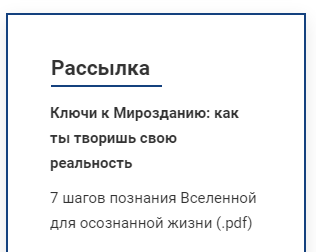 Рассылка
Ключи к Мирозданию: как
ты творишь свою
реальность
7 шагов познания Вселенной
для осознанной жизни (.pdf)